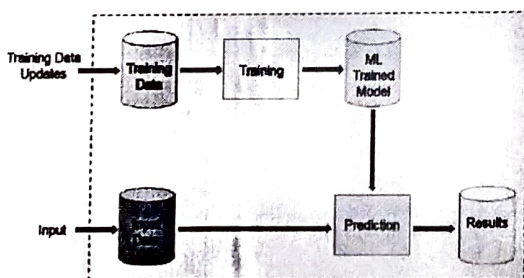 Training Data
Updates
Training
Data
Training
ML
Trained
Model
Input
Prediction
Results